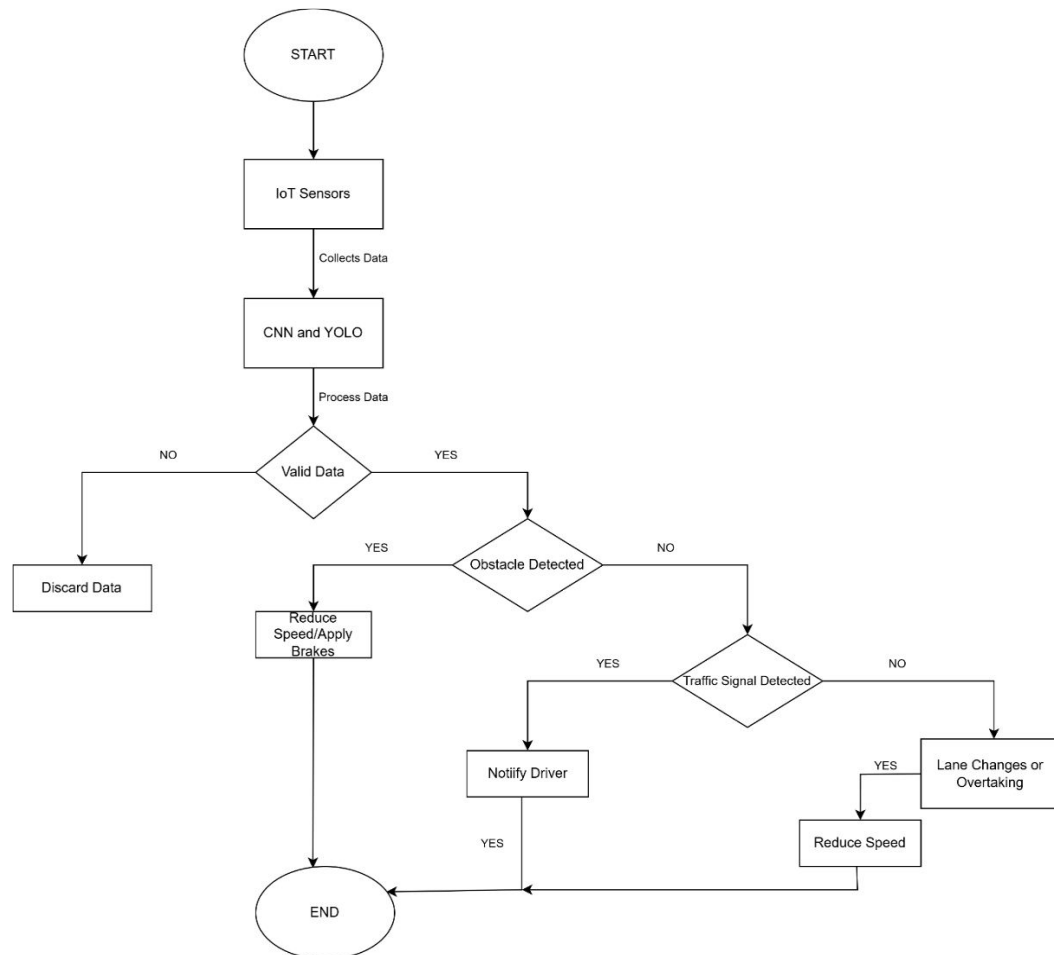 START
IoT Sensors
Collects Data
CNN and YOLO
Process Data
NO
YES
Valid Data
YES
NO
Obstacle Detected
Discard Data
Reduce
Speed/Apply
Brakes
YES
NO
Traffic Signal Detected
Notiify Driver
YES
Lane Changes or
Overtaking
Reduce Speed
YES
END